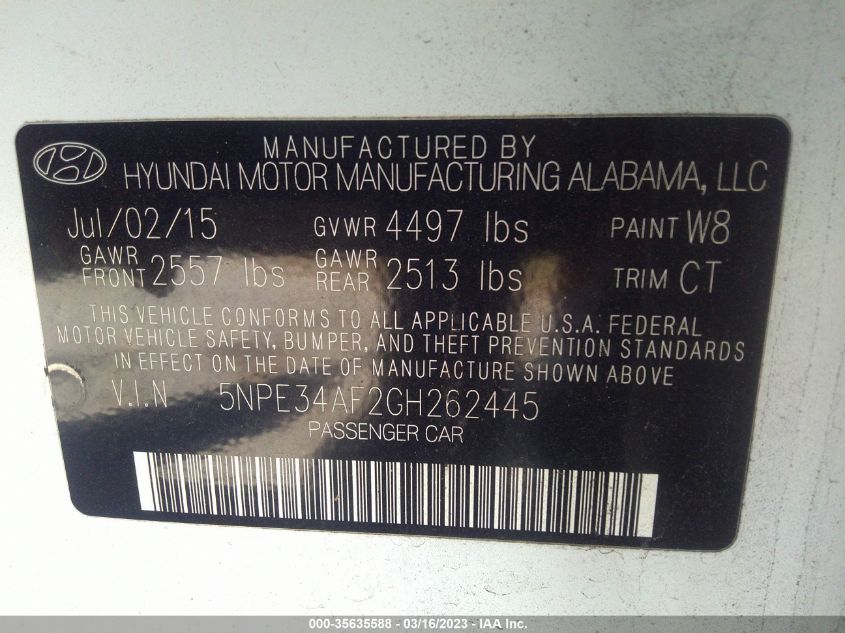 MANUFACTURED BY
HYUNDAI MOTOR MANUFACTURING ALABAMA, LLC
Jul/02/15 GVWR 4497 lbs PAINT W8
GAWR FRONT 2557 lbs GAWR REAR 2513 lbs TRIM CT
THIS VEHICLE CONFORMS TO ALL APPLICABLE U.S.A. FEDERAL
MOTOR VEHICLE SAFETY, BUMPER, AND THEFT PREVENTION STANDARDS
IN EFFECT ON THE DATE OF MANUFACTURE SHOWN ABOVE.
V.I.N 5NPE34AF2GH262445
PASSENGER CAR
000-35635588 - 03/16/2023 - IAA Inc.